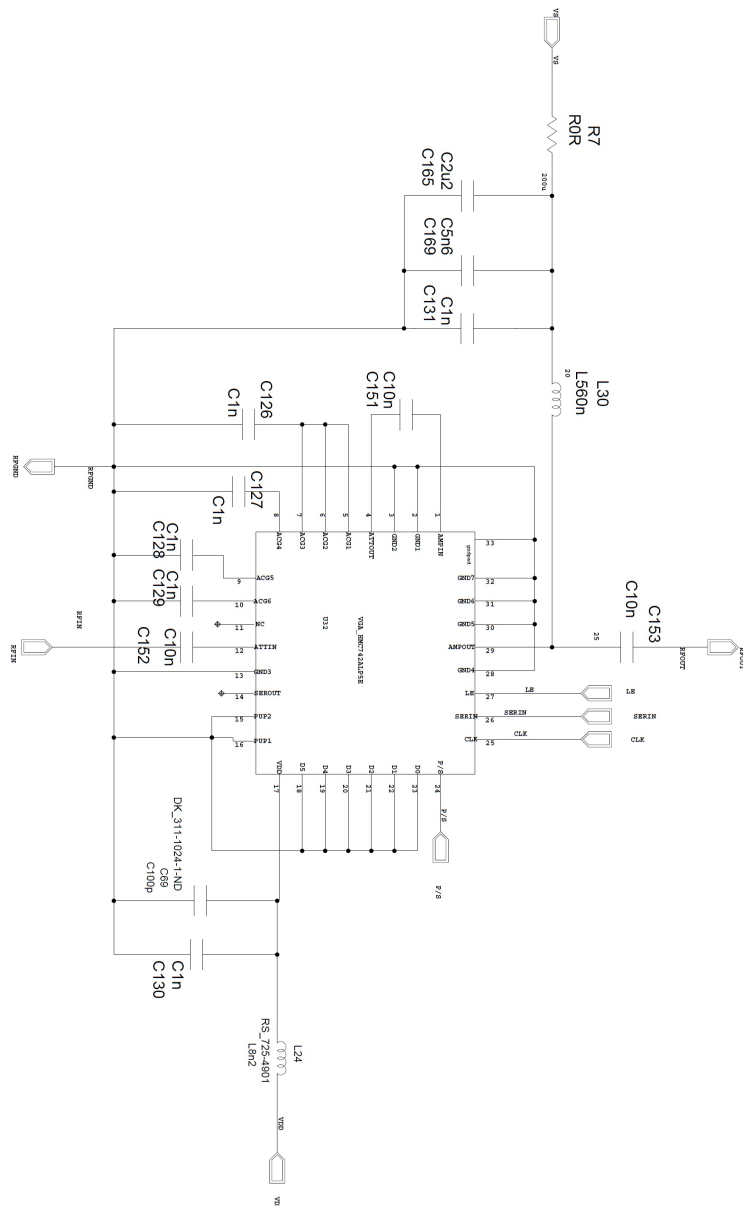 VS
VS
R7
R0R
200u
C2u2
C165
C5n6
C169
C1n
C131
L30
L560n
20
C126
C1n
C10n
C151
C127
C1n
RFGND
RFGND
8
7
6
5
4
3
2
1
ACG4
ACG3
ACG2
ACG1
ATTOUT
GND2
GND1
AMPIN
gndpad
33
C1n
C128
C1n
C129
C10n
C152
RFIN
RFIN
9
ACG5
10
ACG6
11
NC
12
ATTIN
13
GND3
14
SEROUT
15
PUP2
16
PUP1
U32
VGA_HMC742ALP5E
GND7
32
GND6
31
GND5
30
AMPOUT
29
GND4
28
LE
27
SERIN
26
CLK
25
25
C153
C10n
RFOUT
RFOUT
LE
LE
SERIN
SERIN
CLK
CLK
VDD
D5
D4
D3
D2
D1
D0
P/S
17
18
19
20
21
22
23
24
P/S
P/S
DK_311-1024-1-ND
C69
C100p
C1n
C130
L24
RS_725-4901
L8n2
VDD
VD